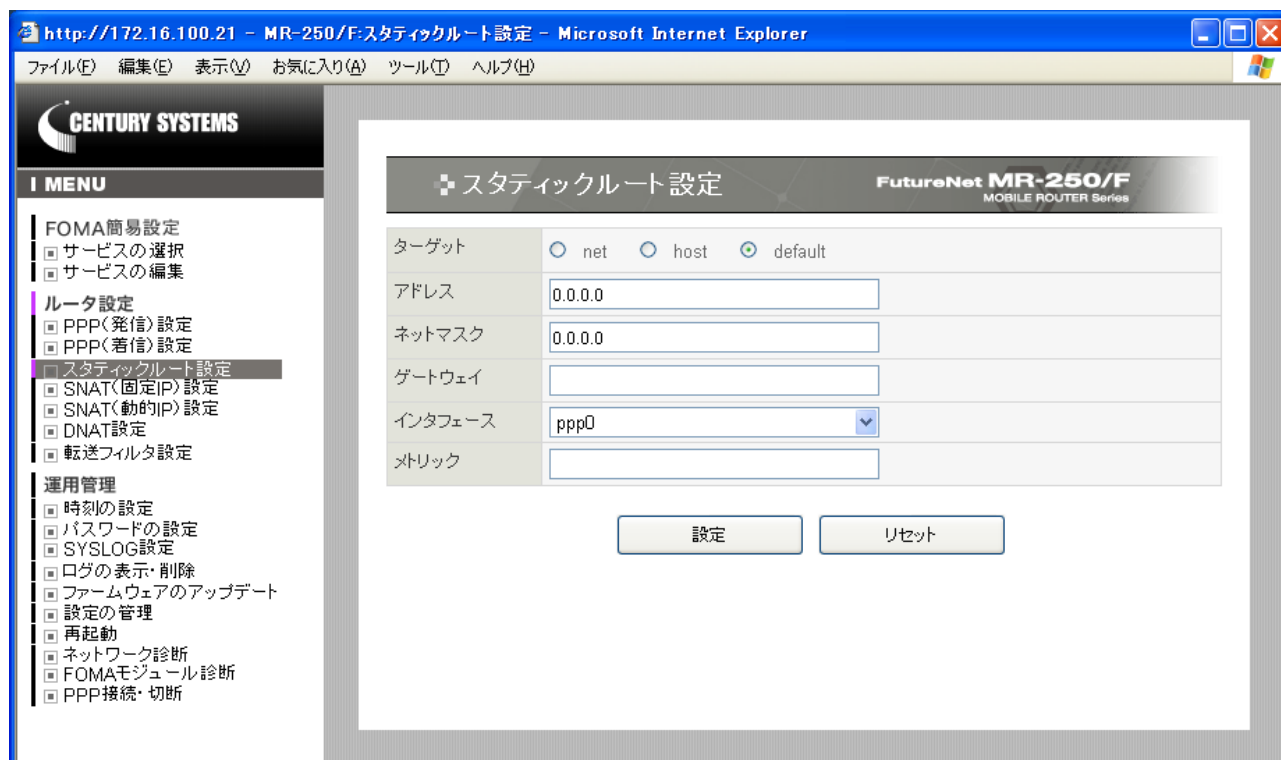 http://172.16.100.21 - MR-250/F:スタティックルート設定 - Microsoft Internet Explorer
ファイル(F) 編集(E) 表示(V) お気に入り(A) ツール(T) ヘルプ(H)
CENTURY SYSTEMS
MENU
FOMA簡易設定
サービスの選択
サービスの編集
ルータ設定
PPP(発信)設定
PPP(着信)設定
スタティックルート設定
SNAT(固定IP)設定
SNAT(動的IP)設定
DNAT設定
転送フィルタ設定
運用管理
時刻の設定
パスワードの設定
SYSLOG設定
ログの表示・削除
ファームウェアのアップデート
設定の管理
再起動
ネットワーク診断
FOMAモジュール診断
PPP接続・切断
スタティックルート設定
FutureNet MR-250/F
MOBILE ROUTER Series
ターゲット net host default
アドレス 0.0.0.0
ネットマスク 0.0.0.0
ゲートウェイ
インタフェース ppp0
メトリック
設定 リセット